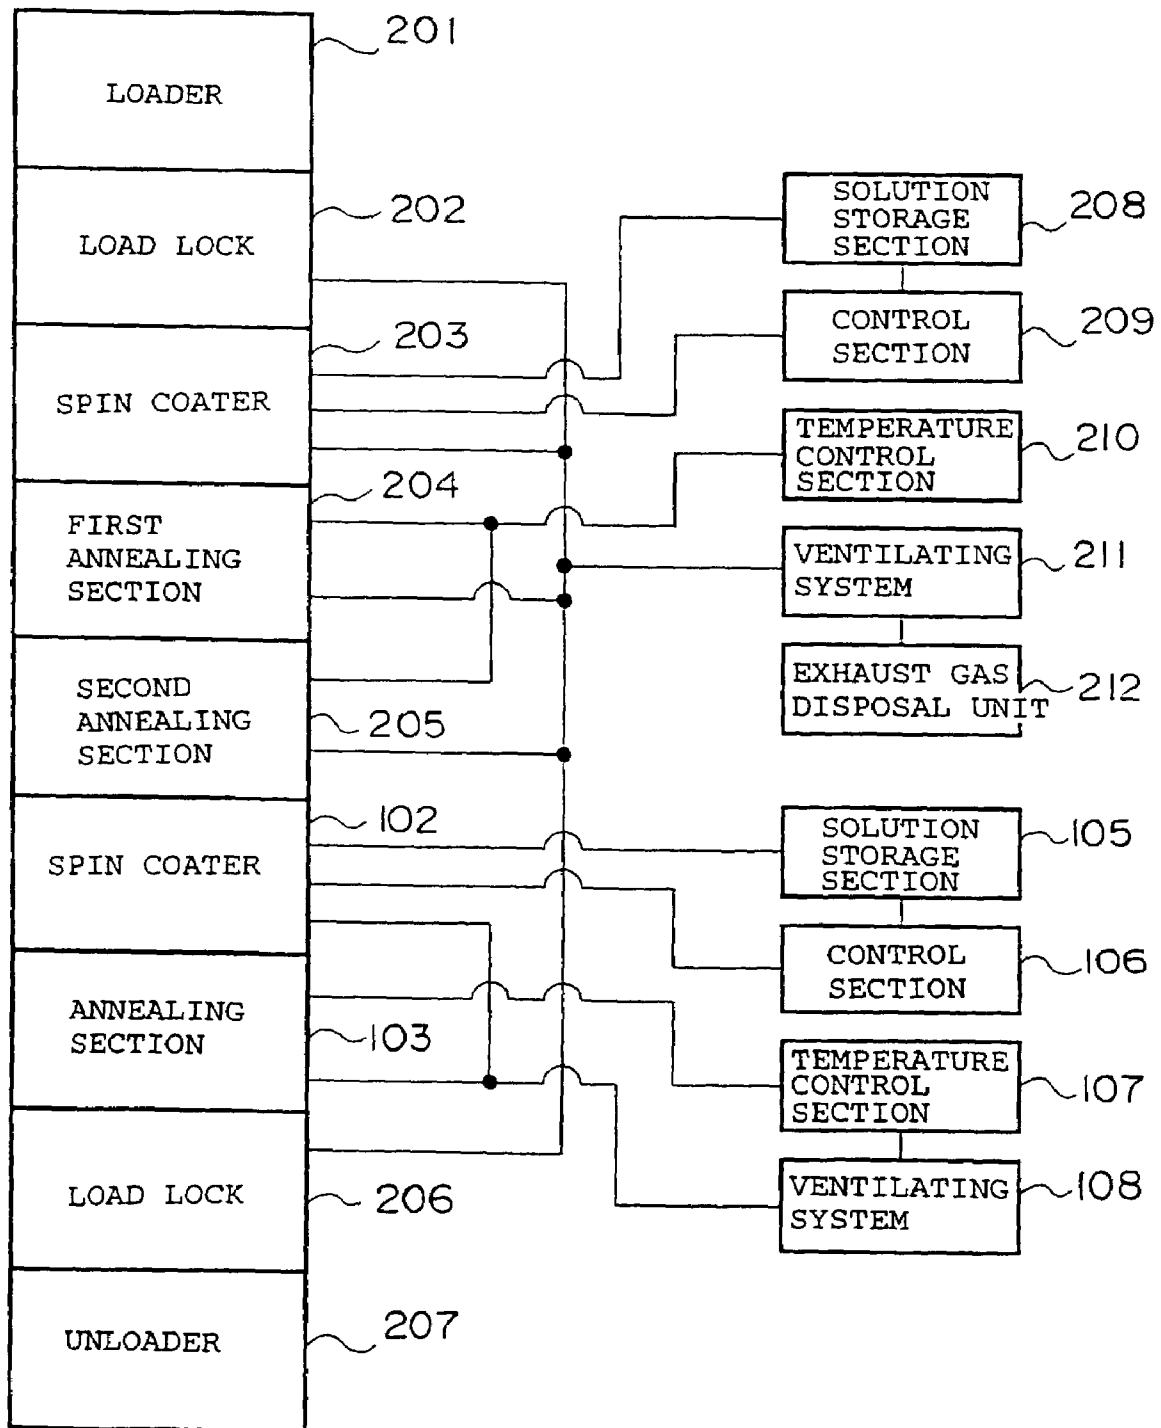 LOADER
201
LOAD LOCK
202
SPIN COATER
203
FIRST
ANNEALING
SECTION
204
SECOND
ANNEALING
SECTION
205
SPIN COATER
102
ANNEALING
SECTION
103
LOAD LOCK
206
UNLOADER
207
SOLUTION
STORAGE
SECTION
208
CONTROL
SECTION
209
TEMPERATURE
CONTROL
SECTION
210
VENTILATING
SYSTEM
211
EXHAUST GAS
DISPOSAL UNIT
212
SOLUTION
STORAGE
SECTION
105
CONTROL
SECTION
106
TEMPERATURE
CONTROL
SECTION
107
VENTILATING
SYSTEM
108